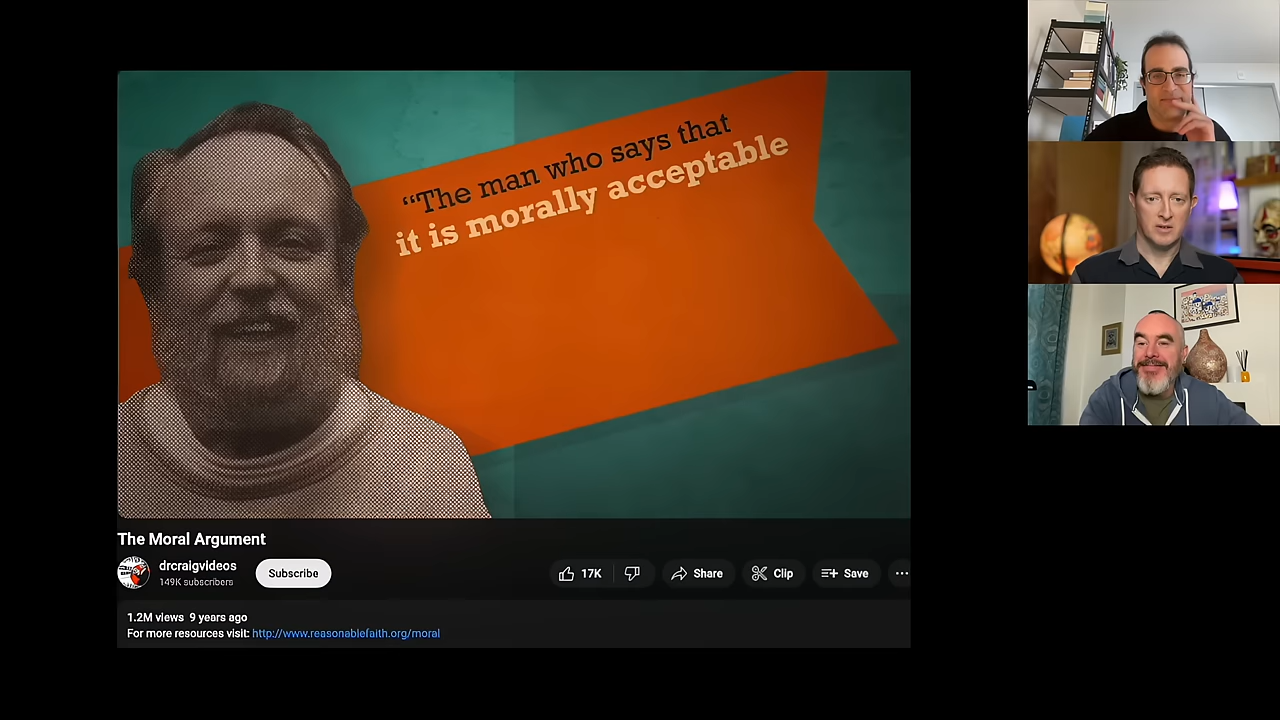 “The man who says that
it is morally acceptable
The Moral Argument
drcraigvideos
149K subscribers
Subscribe
17K
Share
Clip
Save
1.2M views 9 years ago
For more resources visit: http://www.reasonablefaith.org/moral